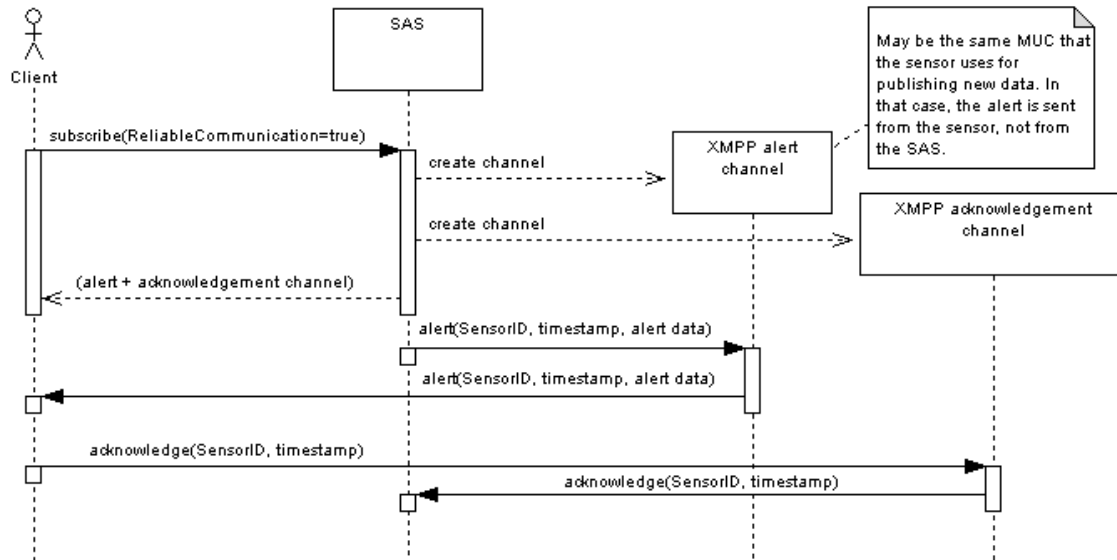 SAS
Client
May be the same MUC that
the sensor uses for
publishing new data. In
that case, the alert is sent
from the sensor, not from
the SAS.
subscribe(ReliableCommunication=true)
create channel
XMPP alert
channel
create channel
XMPP acknowledgement
channel
(alert + acknowledgement channel)
alert(SensorID, timestamp, alert data)
alert(SensorID, timestamp, alert data)
acknowledge(SensorID, timestamp)
acknowledge(SensorID, timestamp)